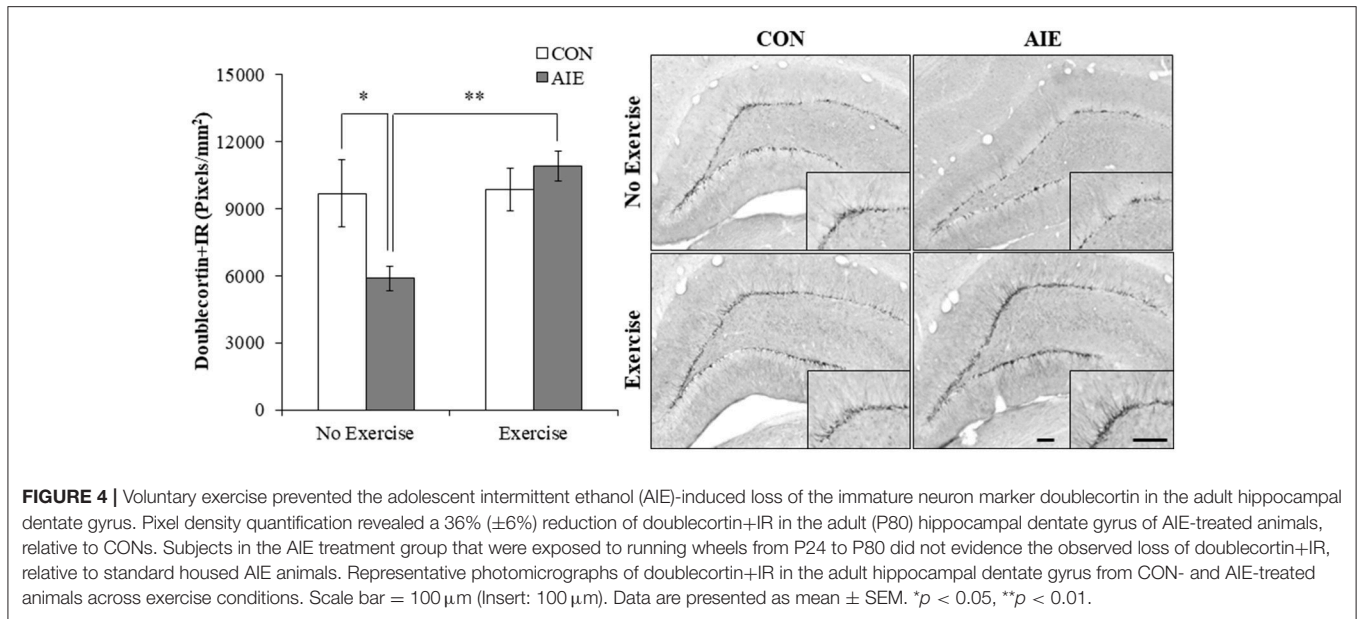 CON
AIE
15000
12000
9000
6000
3000
0
Doublecortin+IR (Pixels/mm²)
*
**
No Exercise
Exercise
CON
AIE
No Exercise
Exercise
FIGURE 4 | Voluntary exercise prevented the adolescent intermittent ethanol (AIE)-induced loss of the immature neuron marker doublecortin in the adult hippocampal
dentate gyrus. Pixel density quantification revealed a 36% (±6%) reduction of doublecortin+IR in the adult (P80) hippocampal dentate gyrus of AIE-treated animals,
relative to CONs. Subjects in the AIE treatment group that were exposed to running wheels from P24 to P80 did not evidence the observed loss of doublecortin+IR,
relative to standard housed AIE animals. Representative photomicrographs of doublecortin+IR in the adult hippocampal dentate gyrus from CON- and AIE-treated
animals across exercise conditions. Scale bar = 100 μm (Insert: 100 μm). Data are presented as mean ± SEM. *p < 0.05, **p < 0.01.